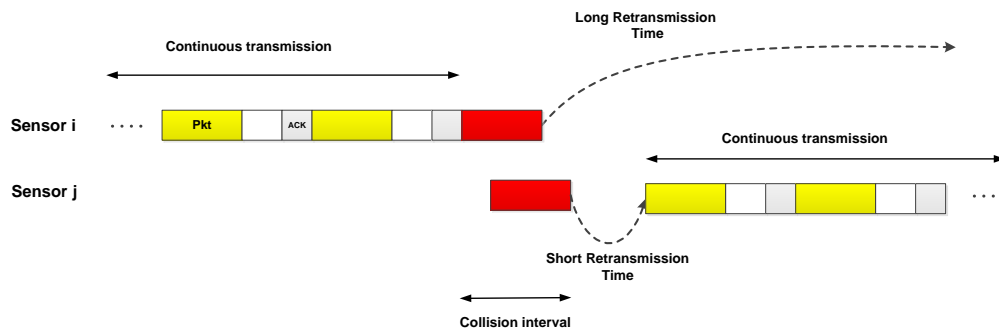 Long Retransmission
Time
Continuous transmission
Sensor i
. . . .
Pkt
ACK
Continuous transmission
Sensor j
. . .
Short Retransmission
Time
Collision interval